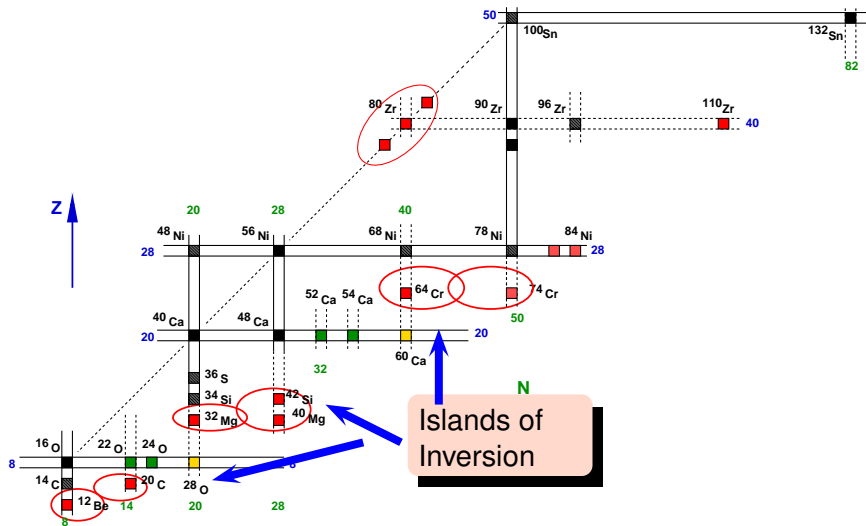 50
100Sn
132Sn
82
80Zr
90Zr
96Zr
110Zr
40
Z
20
28
40
48Ni
56Ni
68Ni
78Ni
84Ni
28
28
64Cr
74Cr
52Ca
54Ca
50
40Ca
48Ca
20
20
60Ca
32
36S
34Si
42Si
N
32Mg
40Mg
Islands of
Inversion
16O
22O
24O
8
8
14C
20C
28O
12Be
14
20
28
8